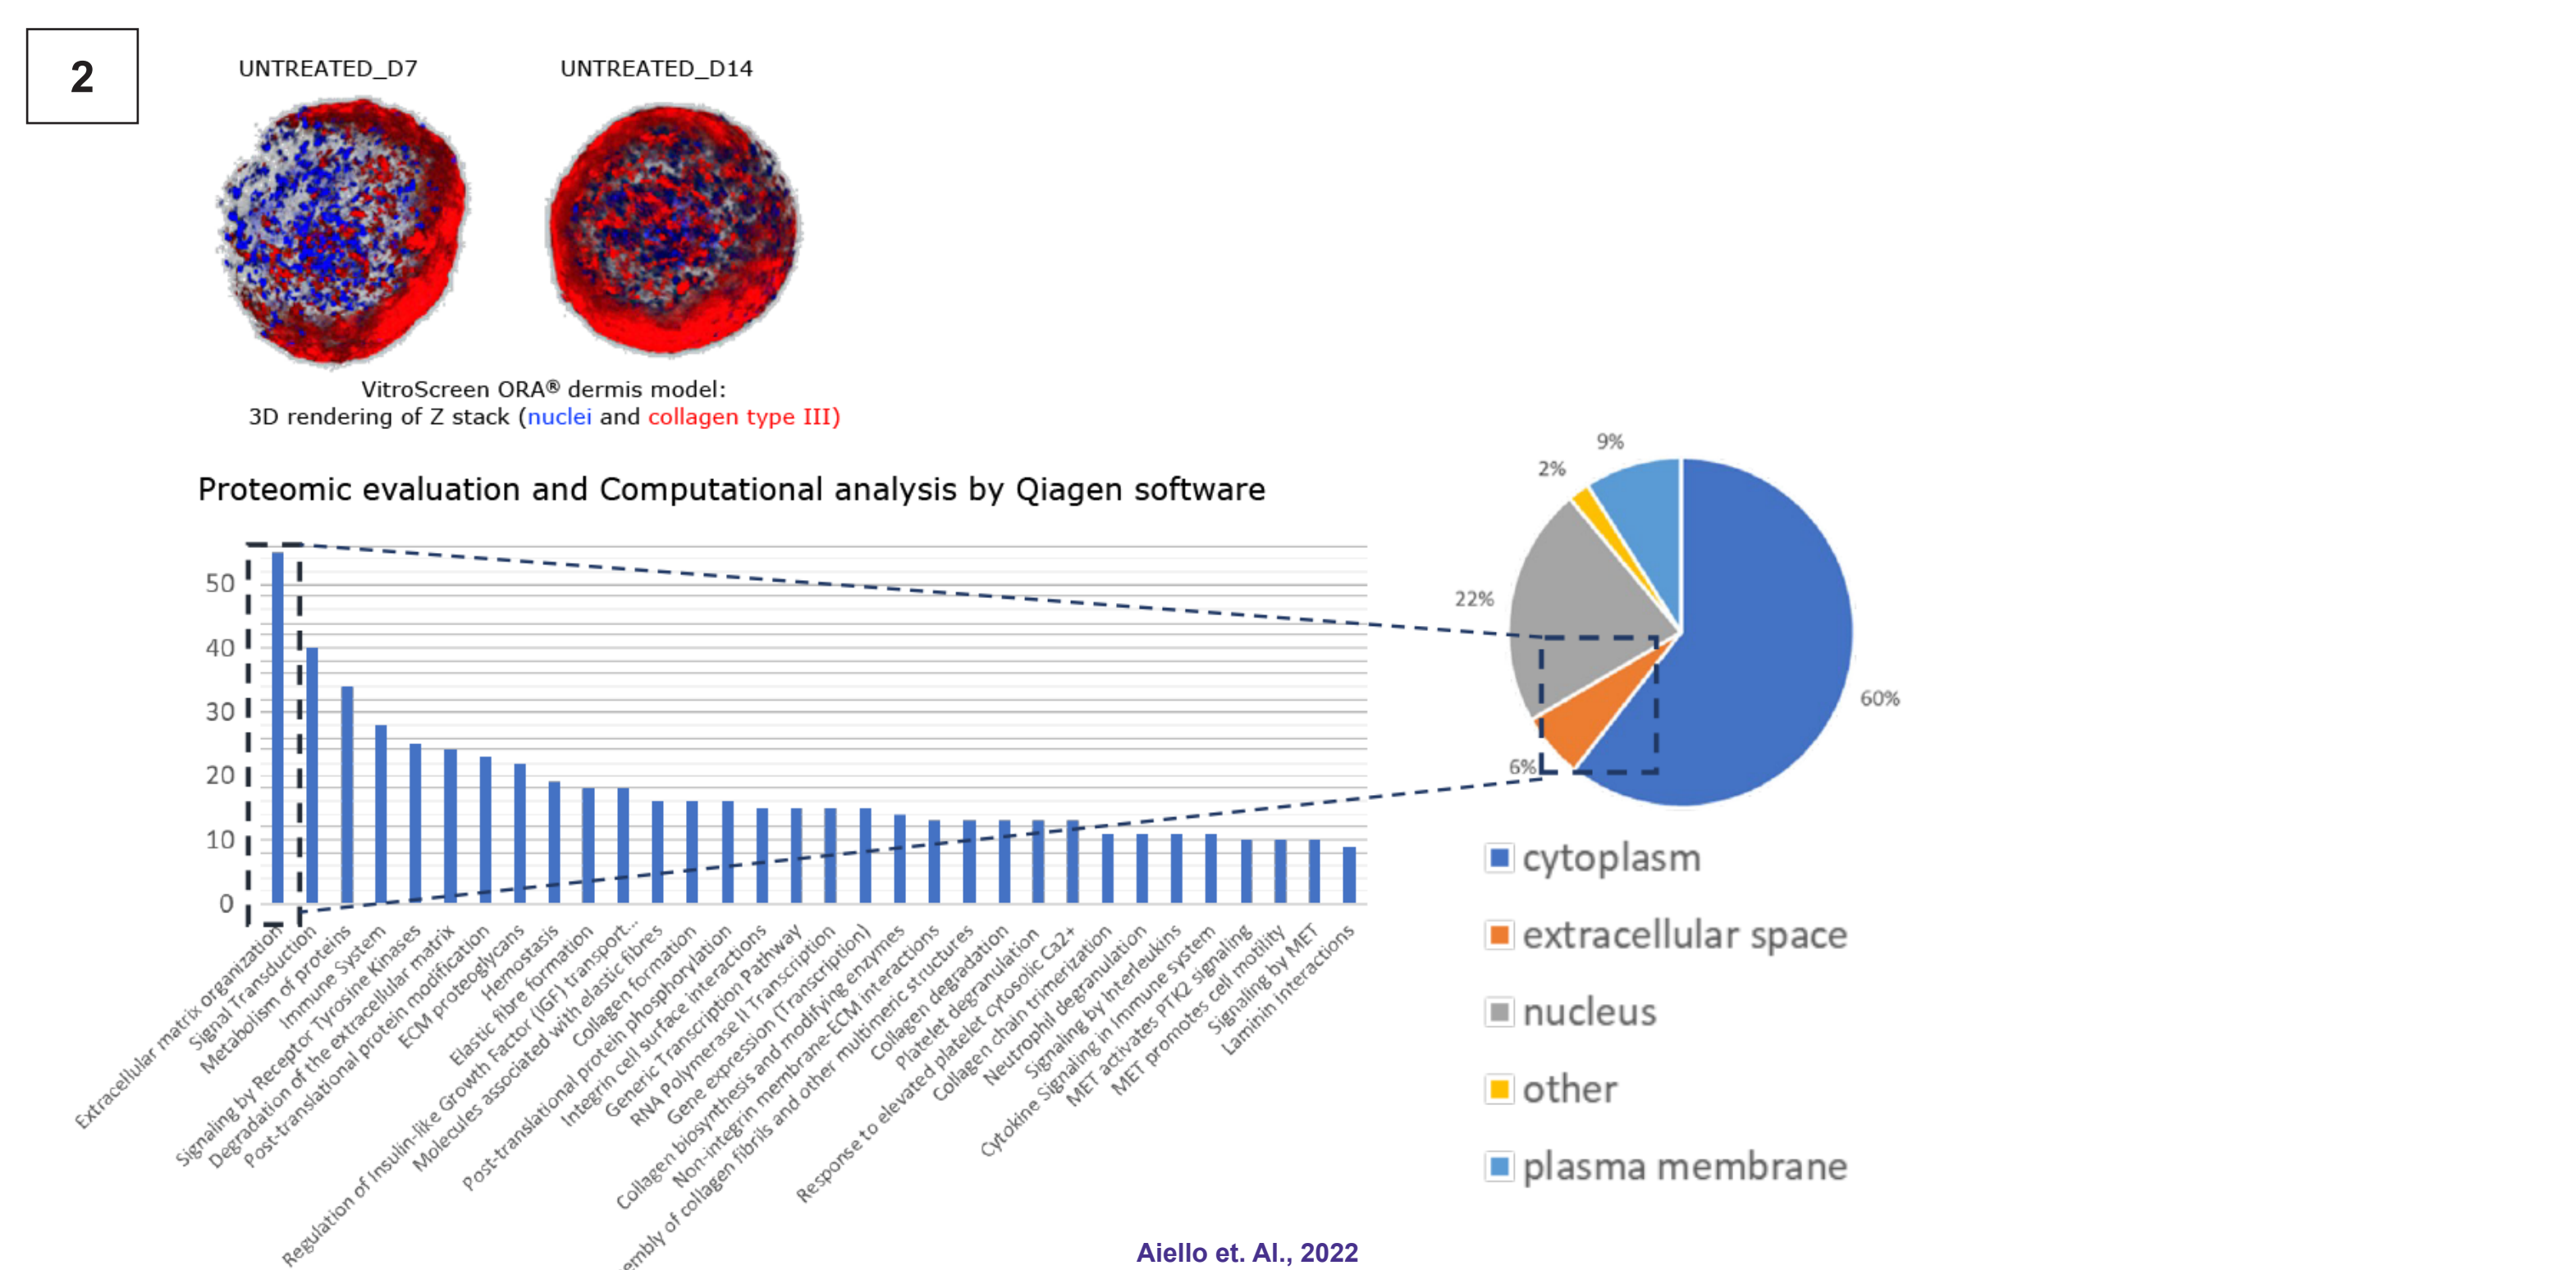 2
UNTREATED_D7
UNTREATED_D14
VitroScreen ORA® dermis model:
3D rendering of Z stack (nuclei and collagen type III)
Proteomic evaluation and Computational analysis by Qiagen software
50
40
30
20
10
0
Extracellular matrix organization
Signal Transduction
Metabolism of proteins
Immune System
Signaling by Receptor Tyrosine Kinases
Degradation of the extracellular matrix
Post-translational protein modification
ECM proteoglycans
Hemostasis
Elastic fibre formation
Regulation of Insulin-like Growth Factor (IGF) transport...
Molecules associated with elastic fibres
Collagen formation
Post-translational protein phosphorylation
Integrin cell surface interactions
Generic Transcription Pathway
RNA Polymerase II Transcription
Gene expression (Transcription)
Collagen biosynthesis and modifying enzymes
Non-integrin membrane-ECM interactions
embly of collagen fibrils and other multimeric structures
Collagen degradation
Platelet degranulation
Response to elevated platelet cytosolic Ca2+
Collagen chain trimerization
Neutrophil degranulation
Signaling by Interleukins
Cytokine Signaling in Immune system
MET activates PTK2 signaling
MET promotes cell motility
Signaling by MET
Laminin interactions
9%
2%
22%
60%
6%
cytoplasm
extracellular space
nucleus
other
plasma membrane
Aiello et. Al., 2022